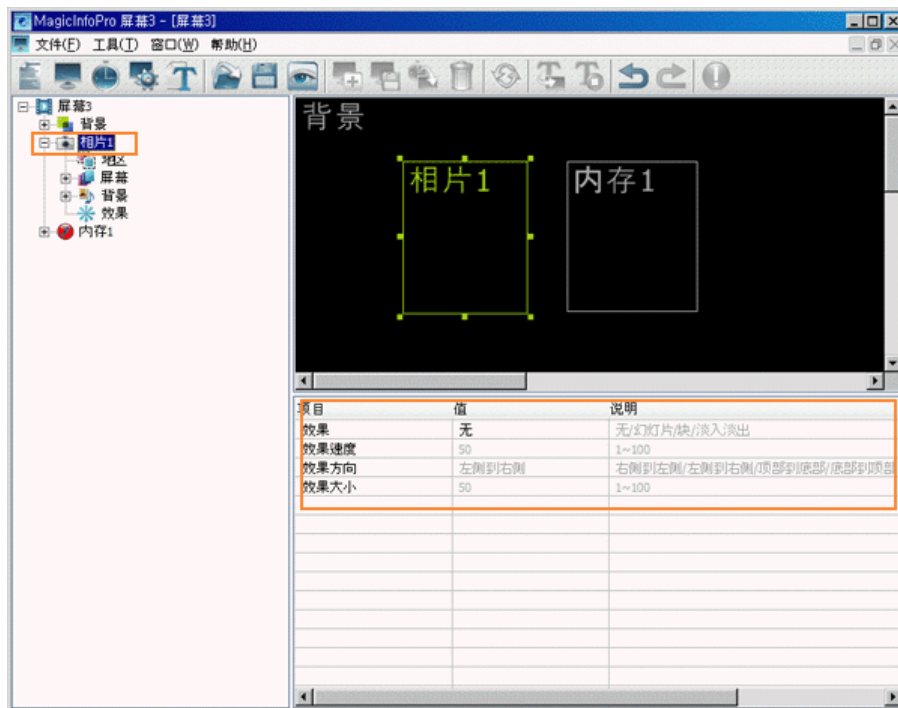 MagicInfoPro 屏幕3 - [屏幕3]
文件(F) 工具(T) 窗口(W) 帮助(H)
屏幕3
背景
相片1
地区
屏幕
背景
效果
内存1
背景
相片1
内存1
项目 值 说明
效果 无 无/幻灯片/块/淡入淡出
效果速度 50 1~100
效果方向 左侧到右侧 右侧到左侧/左侧到右侧/顶部到底部/底部到顶部
效果大小 50 1~100